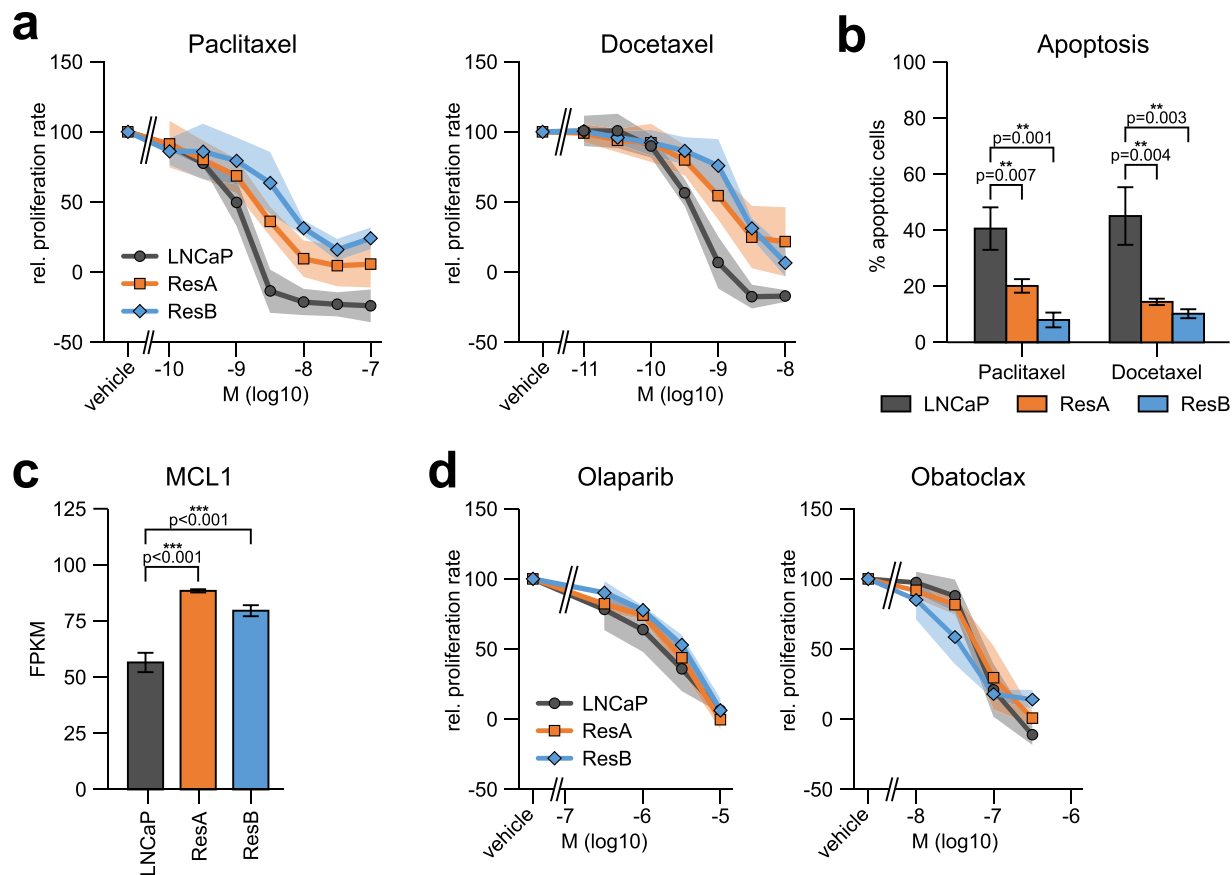 a
Paclitaxel
rel. proliferation rate
150
100
50
0
-50
LNCaP
ResA
ResB
vehicle
-10
-9
-8
-7
M (log10)
Docetaxel
rel. proliferation rate
150
100
50
0
-50
vehicle
-11
-10
-9
-8
M (log10)
b
Apoptosis
% apoptotic cells
100
80
60
40
20
0
**
p=0.001
**
p=0.007
**
p=0.003
**
p=0.004
Paclitaxel
Docetaxel
LNCaP
ResA
ResB
c
MCL1
FPKM
125
100
75
50
25
0
***
p<0.001
***
p<0.001
LNCaP
ResA
ResB
d
Olaparib
rel. proliferation rate
150
100
50
0
-50
LNCaP
ResA
ResB
vehicle
-7
-6
-5
M (log10)
Obatoclax
rel. proliferation rate
150
100
50
0
-50
vehicle
-8
-7
-6
M (log10)